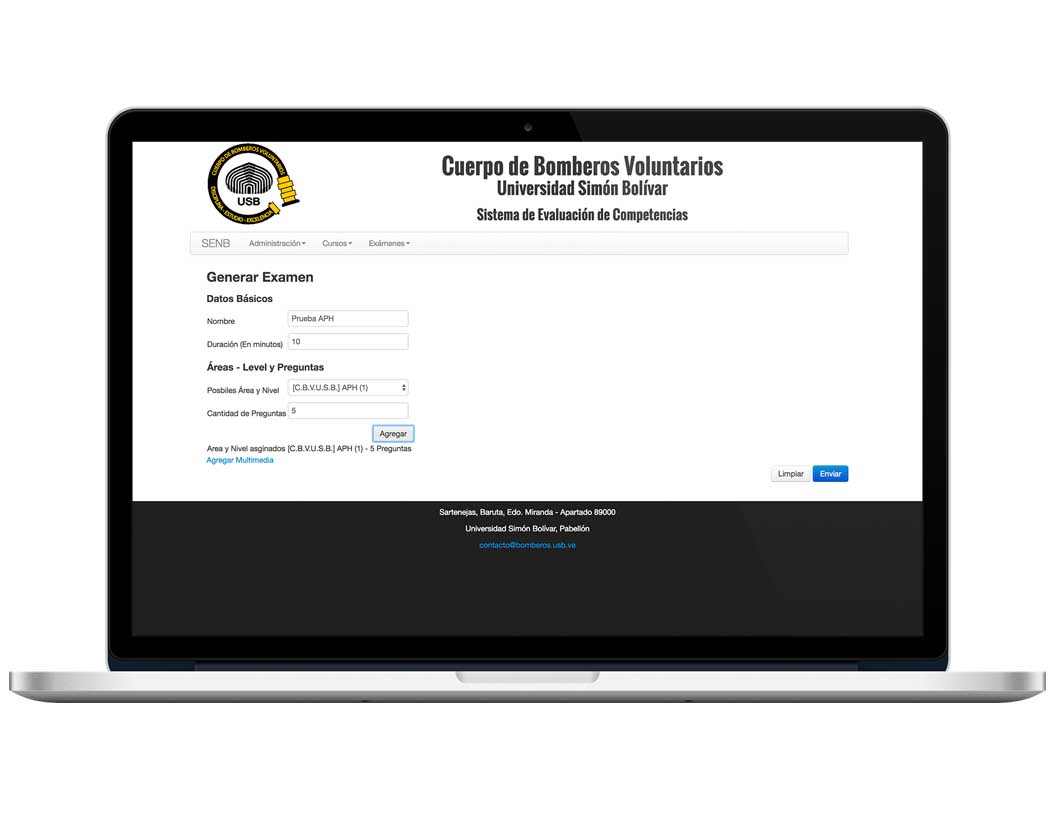 CUERPO DE BOMBEROS VOLUNTARIOS
USB
DISCIPLINA - ESTUDIO - EXCELENCIA
Cuerpo de Bomberos Voluntarios
Universidad Simón Bolívar
Sistema de Evaluación de Competencias
SENB Administración Cursos Exámenes
Generar Examen
Datos Básicos
Nombre Prueba APH
Duración (En minutos) 10
Áreas - Level y Preguntas
Posbiles Área y Nivel [C.B.V.U.S.B.] APH (1)
Cantidad de Preguntas 5
Agregar
Area y Nivel asginados [C.B.V.U.S.B.] APH (1) - 5 Preguntas
Agregar Multimedia
Limpiar Enviar
Sartenejas, Baruta, Edo. Miranda - Apartado 89000
Universidad Simón Bolívar, Pabellón
contacto@bomberos.usb.ve